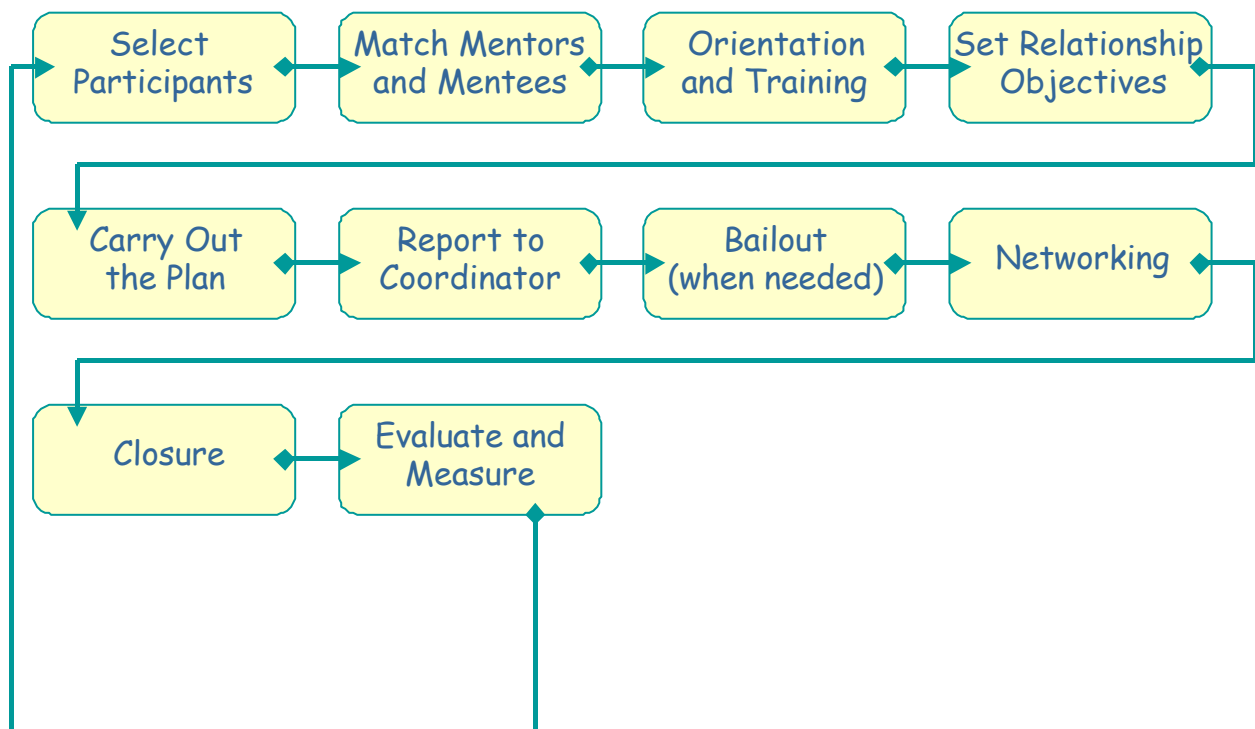 Select
Participants
Match Mentors
and Mentees
Orientation
and Training
Set Relationship
Objectives
Carry Out
the Plan
Report to
Coordinator
Bailout
(when needed)
Networking
Closure
Evaluate and
Measure